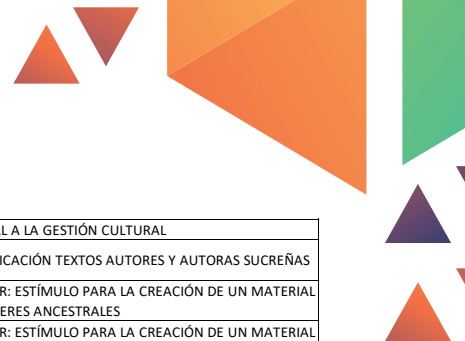 L A LA GESTIÓN CULTURAL
ICACIÓN TEXTOS AUTORES Y AUTORAS SUCREÑAS
R: ESTÍMULO PARA LA CREACIÓN DE UN MATERIAL
ERES ANCESTRALES
R: ESTÍMULO PARA LA CREACIÓN DE UN MATERIAL